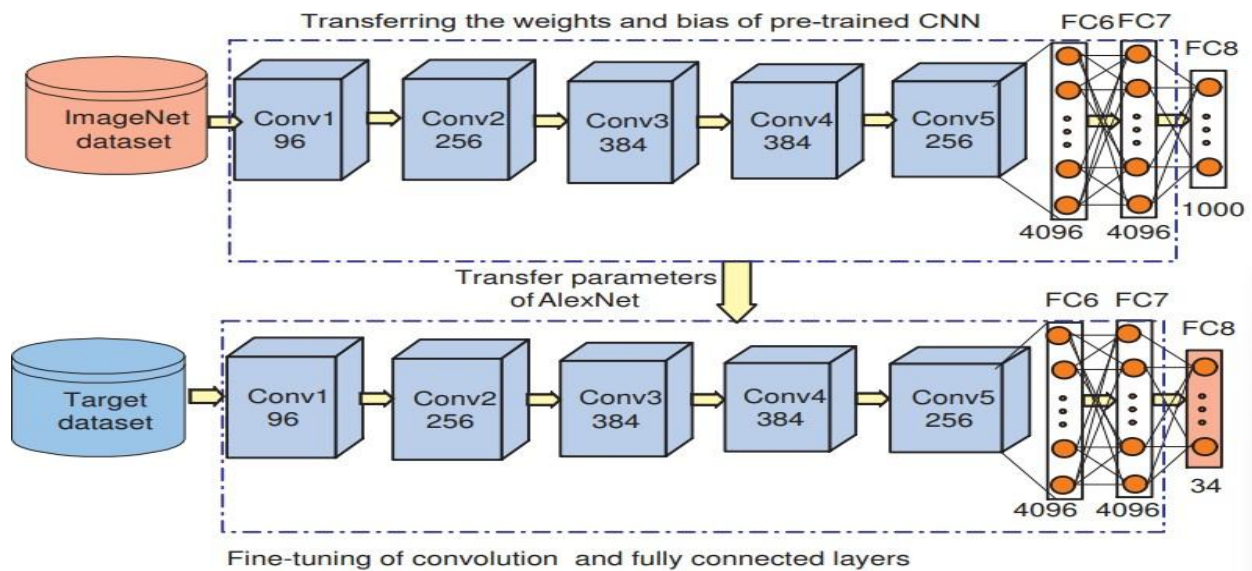 Transferring the weights and bias of pre-trained CNN
FC6 FC7
FC8
ImageNet
dataset
Conv1
96
Conv2
256
Conv3
384
Conv4
384
Conv5
256
4096
4096
1000
Transfer parameters
of AlexNet
FC6
FC7
FC8
Target
dataset
Conv1
96
Conv2
256
Conv3
384
Conv4
384
Conv5
256
4096
4096
34
Fine-tuning of convolution and fully connected layers